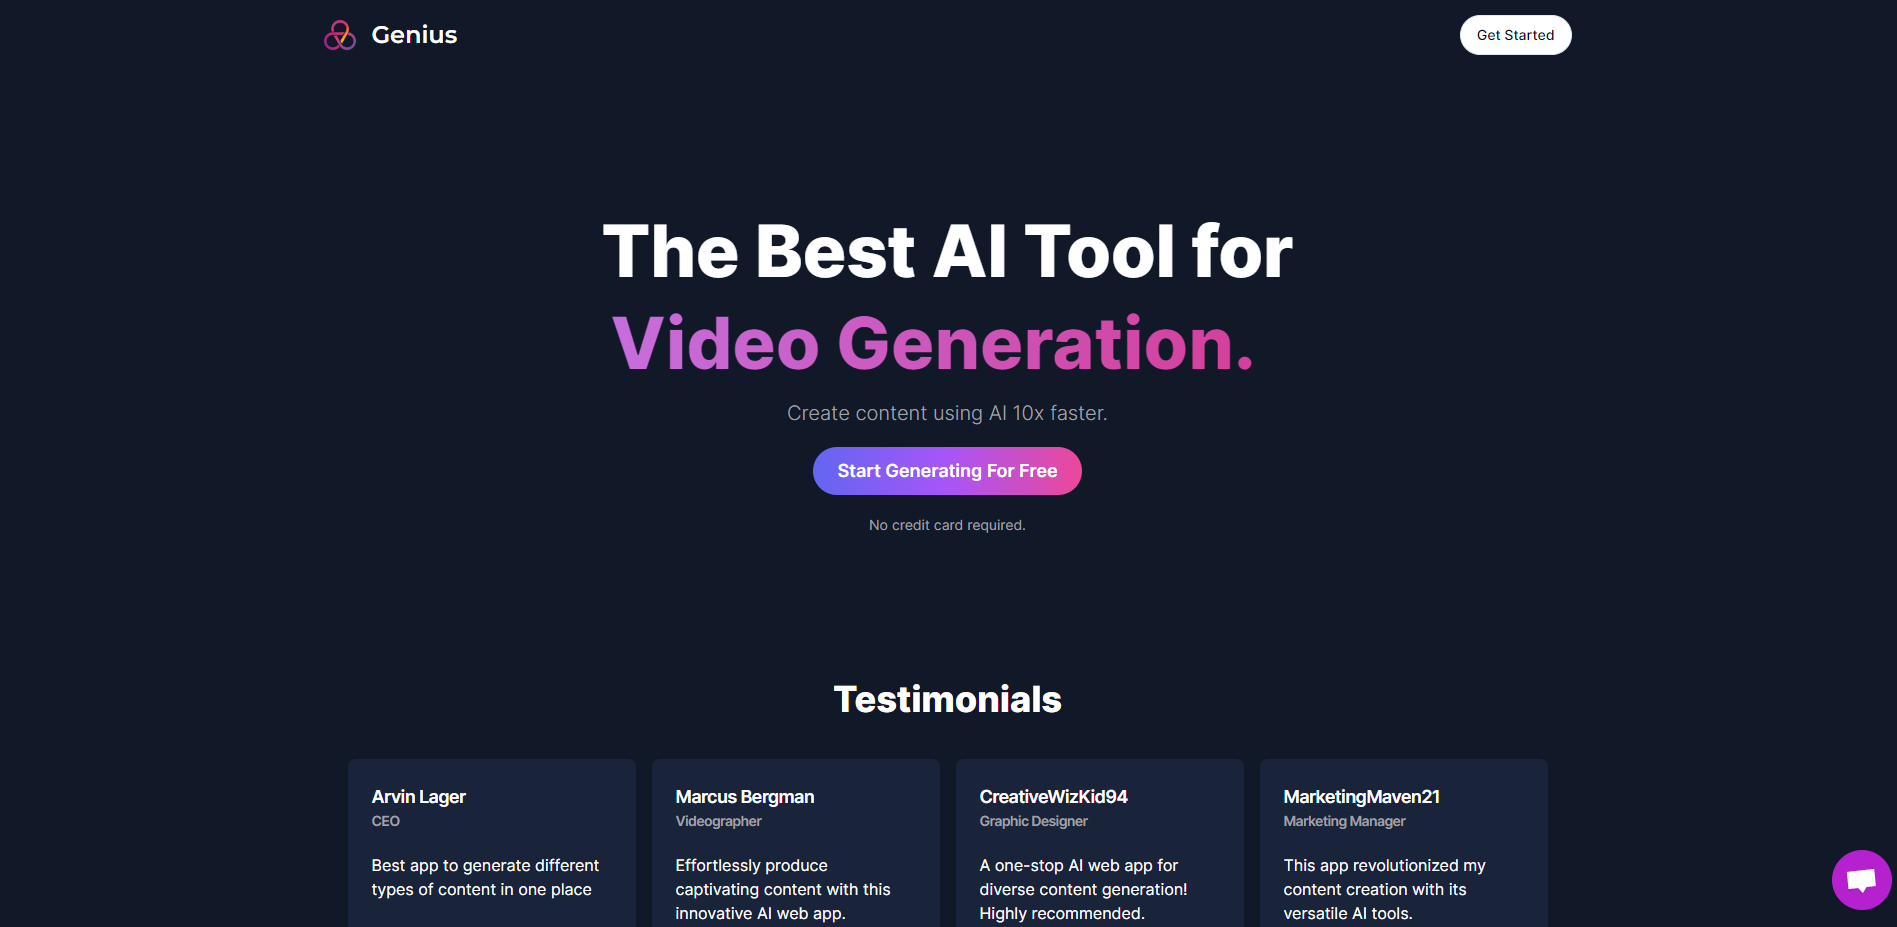 Genius
Get Started
The Best AI Tool for
Video Generation.
Create content using AI 10x faster.
Start Generating For Free
No credit card required.
Testimonials
Arvin Lager
CEO
Best app to generate different
types of content in one place
Marcus Bergman
Videographer
Effortlessly produce
captivating content with this
innovative AI web app.
CreativeWizKid94
Graphic Designer
A one-stop AI web app for
diverse content generation!
Highly recommended.
MarketingMaven21
Marketing Manager
This app revolutionized my
content creation with its
versatile AI tools.